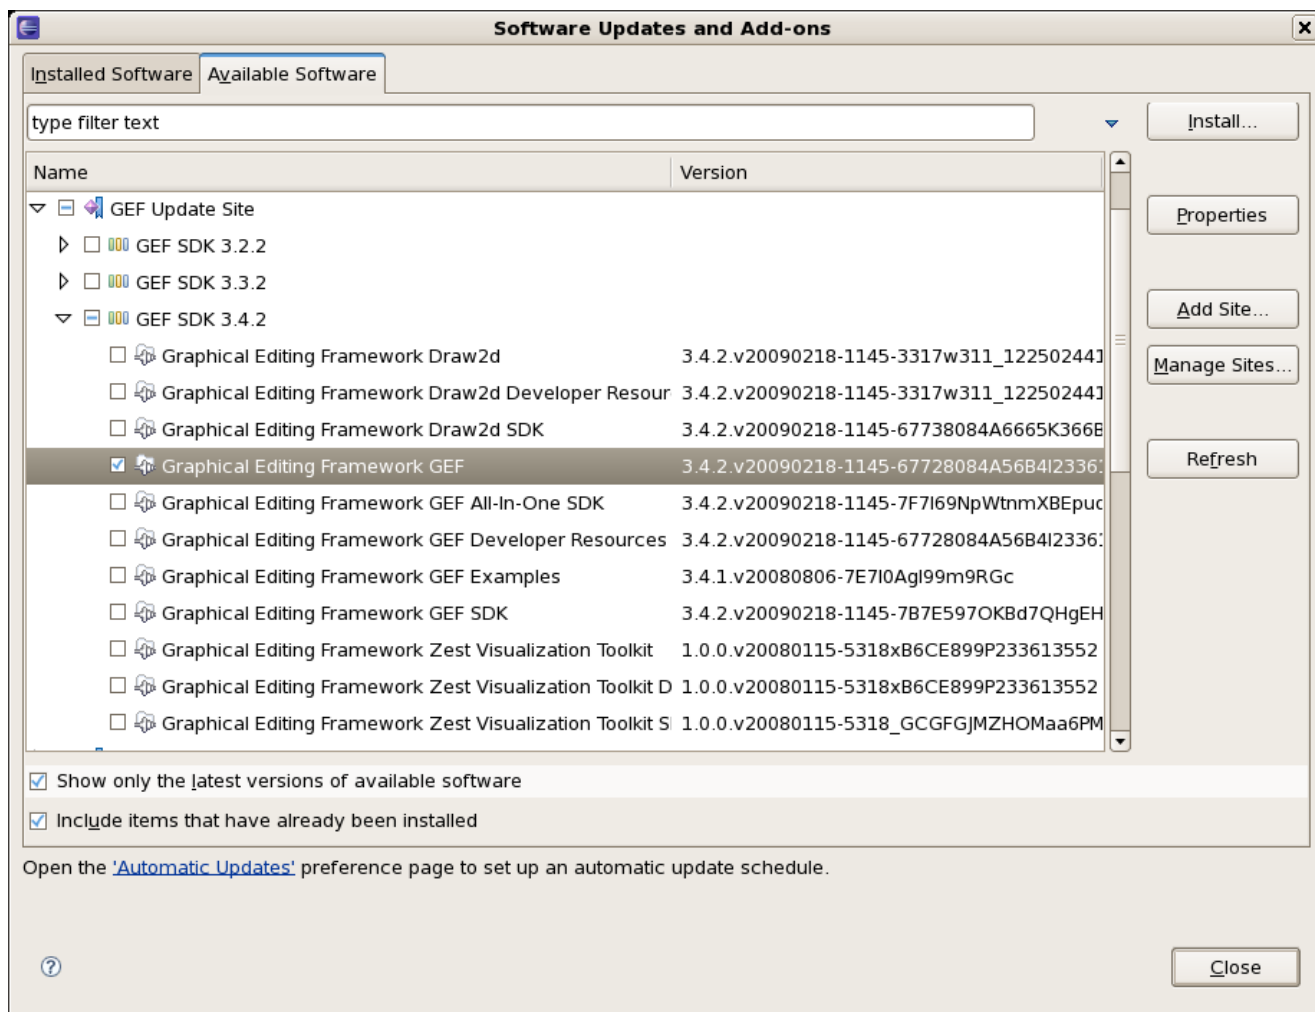 Software Updates and Add-ons
Installed Software Available Software
type filter text
Install...
Name Version
GEF Update Site
Properties
GEF SDK 3.2.2
GEF SDK 3.3.2
Add Site...
GEF SDK 3.4.2
Graphical Editing Framework Draw2d 3.4.2.v20090218-1145-3317w311_122502441
Manage Sites...
Graphical Editing Framework Draw2d Developer Resour 3.4.2.v20090218-1145-3317w311_122502441
Graphical Editing Framework Draw2d SDK 3.4.2.v20090218-1145-67738084A6665K366B
Refresh
Graphical Editing Framework GEF 3.4.2.v20090218-1145-67728084A56B4I23361
Graphical Editing Framework GEF All-In-One SDK 3.4.2.v20090218-1145-7F7I69NpWtnmXBEpuc
Graphical Editing Framework GEF Developer Resources 3.4.2.v20090218-1145-67728084A56B4I23361
Graphical Editing Framework GEF Examples 3.4.1.v20080806-7E7I0AgI99m9RGc
Graphical Editing Framework GEF SDK 3.4.2.v20090218-1145-7B7E597OKBd7QHgEH
Graphical Editing Framework Zest Visualization Toolkit 1.0.0.v20080115-5318xB6CE899P233613552
Graphical Editing Framework Zest Visualization Toolkit D 1.0.0.v20080115-5318xB6CE899P233613552
Graphical Editing Framework Zest Visualization Toolkit S 1.0.0.v20080115-5318_GCGFGJMZHOMaa6PM
Show only the latest versions of available software
Include items that have already been installed
Open the 'Automatic Updates' preference page to set up an automatic update schedule.
Close